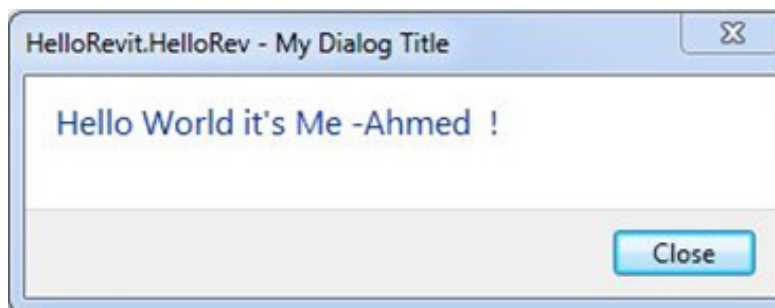 HelloRevit.HelloRev - My Dialog Title
Hello World it's Me -Ahmed  !
Close